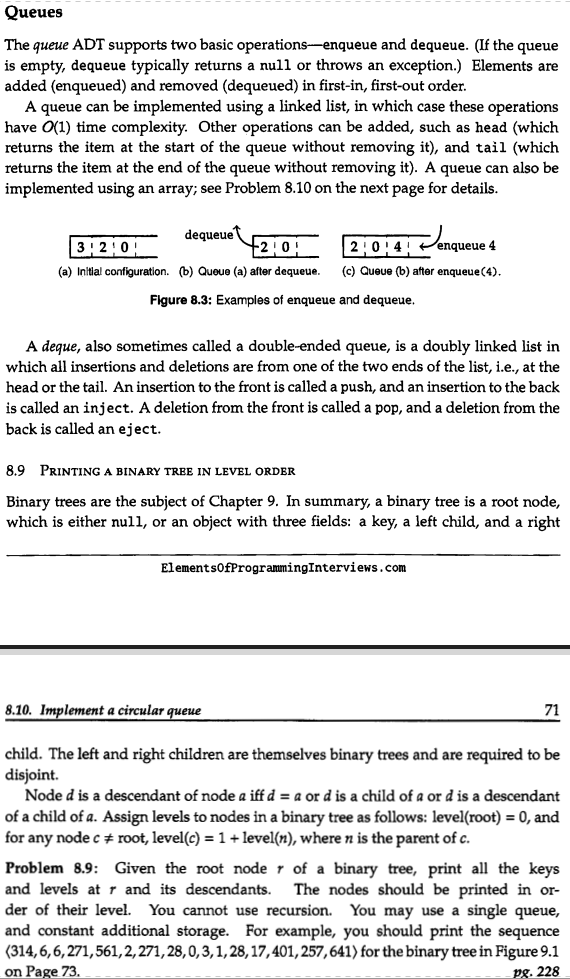 Queues
The queue ADT supports two basic operations—enqueue and dequeue. (If the queue
is empty, dequeue typically returns a null or throws an exception.) Elements are
added (enqueued) and removed (dequeued) in first-in, first-out order.
A queue can be implemented using a linked list, in which case these operations
have O(1) time complexity. Other operations can be added, such as head (which
returns the item at the start of the queue without removing it), and tail (which
returns the item at the end of the queue without removing it). A queue can also be
implemented using an array; see Problem 8.10 on the next page for details.
dequeue
3 2 0
2 0
2 0 4
enqueue 4
(a) Initial configuration. (b) Queue (a) after dequeue. (c) Queue (b) after enqueue(4).
Figure 8.3: Examples of enqueue and dequeue.
A deque, also sometimes called a double-ended queue, is a doubly linked list in
which all insertions and deletions are from one of the two ends of the list, i.e., at the
head or the tail. An insertion to the front is called a push, and an insertion to the back
is called an inject. A deletion from the front is called a pop, and a deletion from the
back is called an eject.
8.9 Printing a binary tree in level order
Binary trees are the subject of Chapter 9. In summary, a binary tree is a root node,
which is either null, or an object with three fields: a key, a left child, and a right
ElementsOfProgrammingInterviews.com
8.10. Implement a circular queue 71
child. The left and right children are themselves binary trees and are required to be
disjoint.
Node d is a descendant of node a iff d = a or d is a child of a or d is a descendant
of a child of a. Assign levels to nodes in a binary tree as follows: level(root) = 0, and
for any node c ≠ root, level(c) = 1 + level(n), where n is the parent of c.
Problem 8.9: Given the root node r of a binary tree, print all the keys
and levels at r and its descendants. The nodes should be printed in or-
der of their level. You cannot use recursion. You may use a single queue,
and constant additional storage. For example, you should print the sequence
⟨314, 6, 6, 271, 561, 2, 271, 28, 0, 3, 1, 28, 17, 401, 257, 641⟩ for the binary tree in Figure 9.1
on Page 73. pg. 228